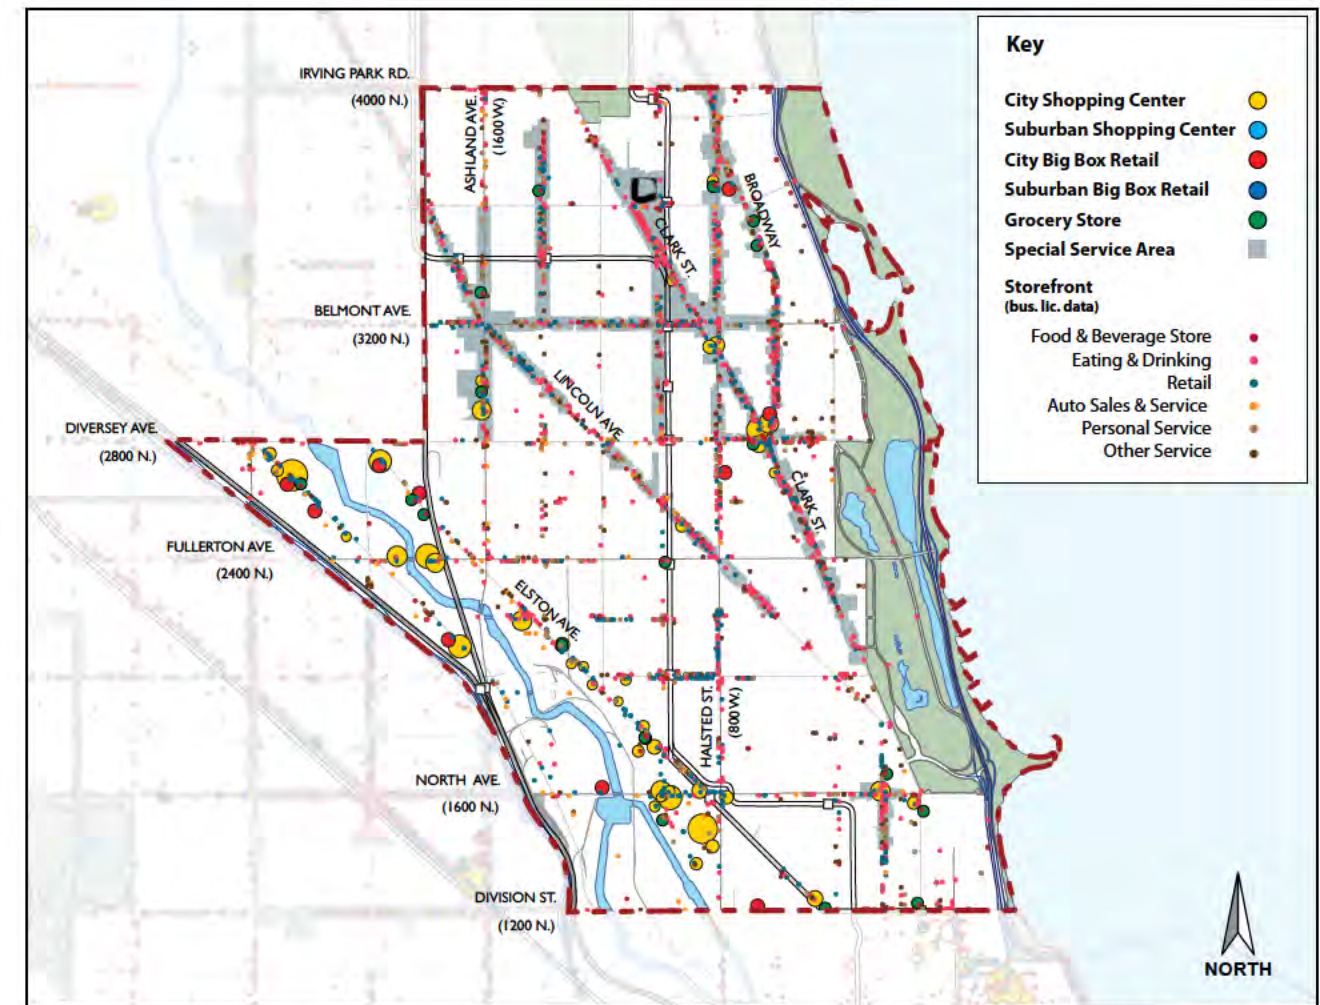 Key
City Shopping Center
Suburban Shopping Center
City Big Box Retail
Suburban Big Box Retail
Grocery Store
Special Service Area
Storefront
(bus. lic. data)
Food & Beverage Store
Eating & Drinking
Retail
Auto Sales & Service
Personal Service
Other Service
IRVING PARK RD.
(4000 N.)
ASHLAND AVE.
(1600 W.)
BROADWAY
CLARK ST.
BELMONT AVE.
(3200 N.)
LINCOLN AVE.
DIVERSEY AVE.
(2800 N.)
CLARK ST.
FULLERTON AVE.
(2400 N.)
ELSTON AVE.
HALSTED ST.
(800 W.)
NORTH AVE.
(1600 N.)
DIVISION ST.
(1200 N.)
NORTH